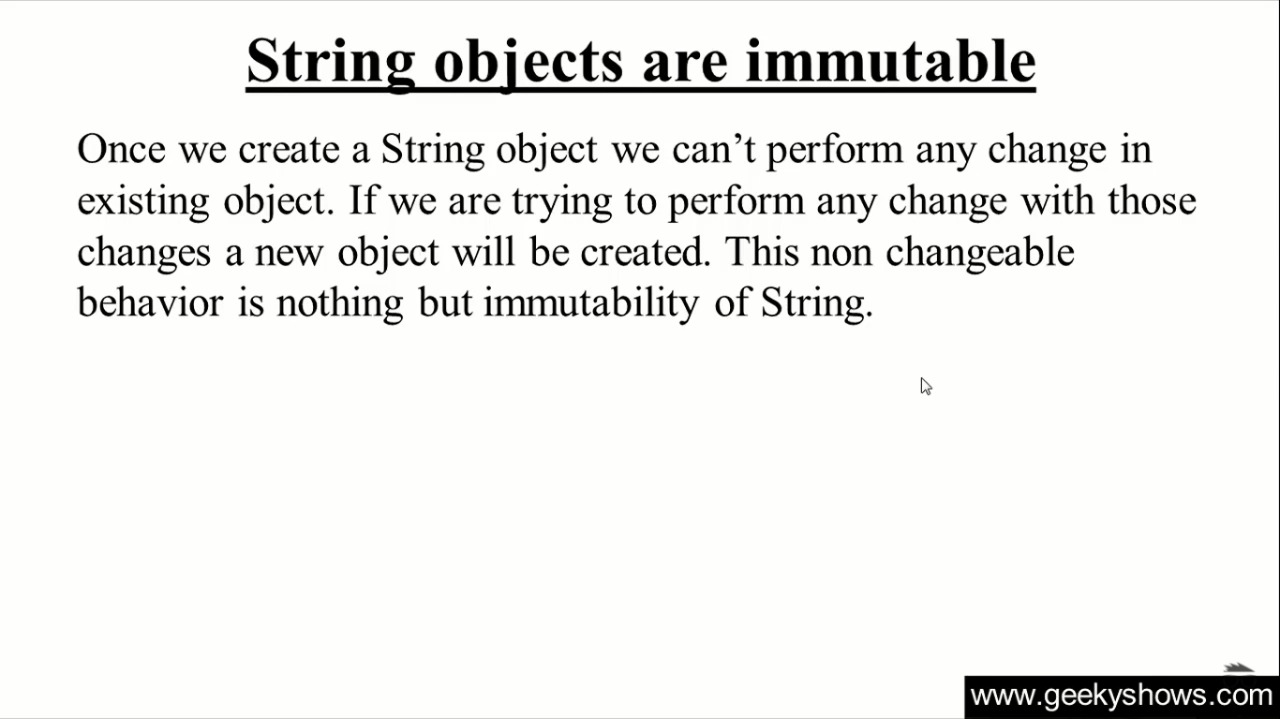 String objects are immutable
Once we create a String object we can’t perform any change in
existing object. If we are trying to perform any change with those
changes a new object will be created. This non changeable
behavior is nothing but immutability of String.
www.geekyshows.com